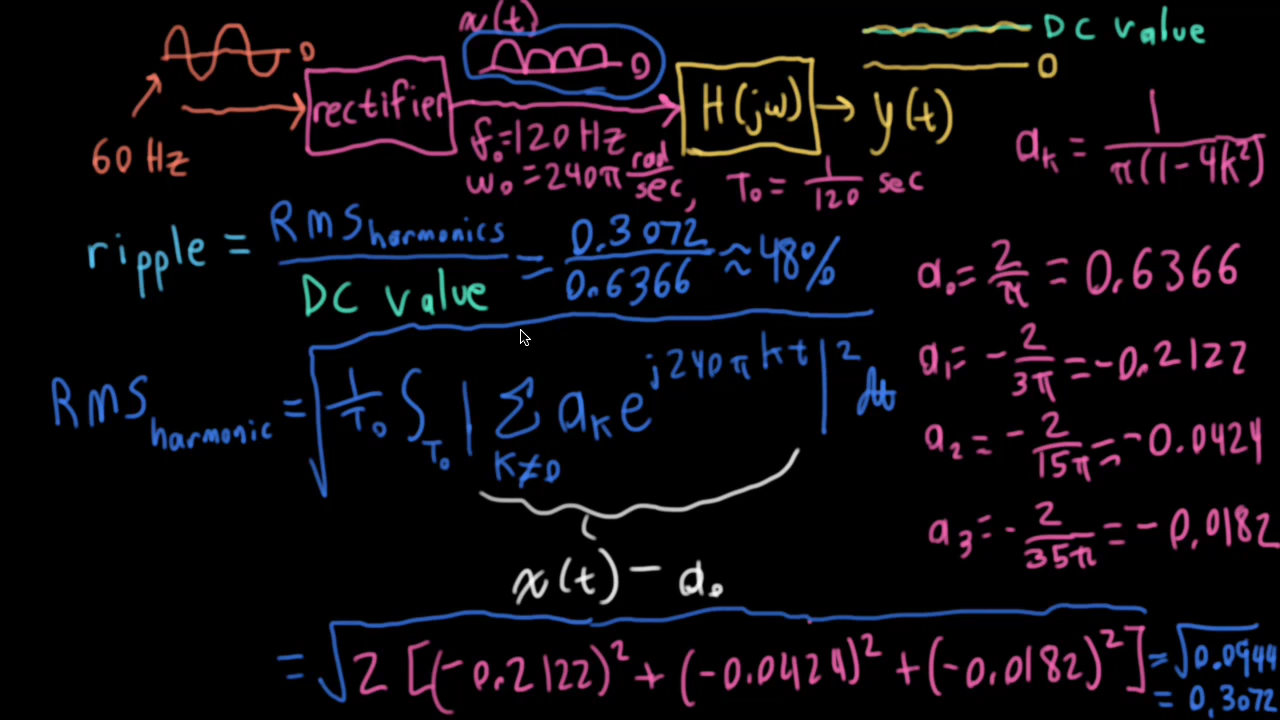 x(t)
0
0
DC value
0
60 Hz
rectifier
f₀=120 Hz
ω₀ = 240π rad/sec, T₀ = 1/120 sec
H(jω)
y(t)
aₖ = 1/π(1-4k²)
ripple = RMS harmonics / DC value = 0.3072/0.6366 ≈ 48%
a₀ = 2/π = 0.6366
a₁ = -2/3π = -0.2122
a₂ = -2/15π = -0.0424
a₃ = -2/35π = -0.0182
RMS harmonic = √(1/T₀ ∫T₀ | Σ k≠0 aₖ e^(j240πkt) |² dt)
x(t) - a₀
= √(2 [(-0.2122)² + (-0.0424)² + (-0.0182)²]) = √0.0944
= 0.3072